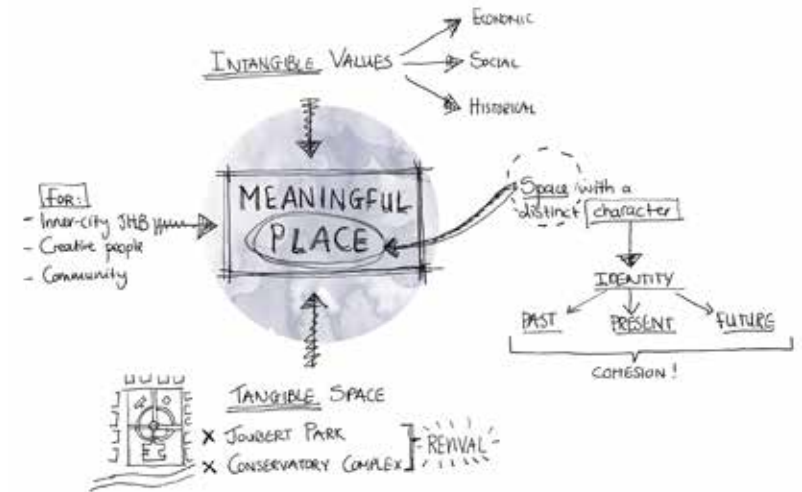 ECONOMIC
INTANGIBLE VALUES
SOCIAL
HISTORICAL
MEANINGFUL
PLACE
FOR:
- Inner-city JHB
- Creative people
- Community
Space with a
distinct character
IDENTITY
PAST PRESENT FUTURE
COHESION!
TANGIBLE SPACE
X JOUBERT PARK
X CONSERVATORY COMPLEX
- REVIVAL -